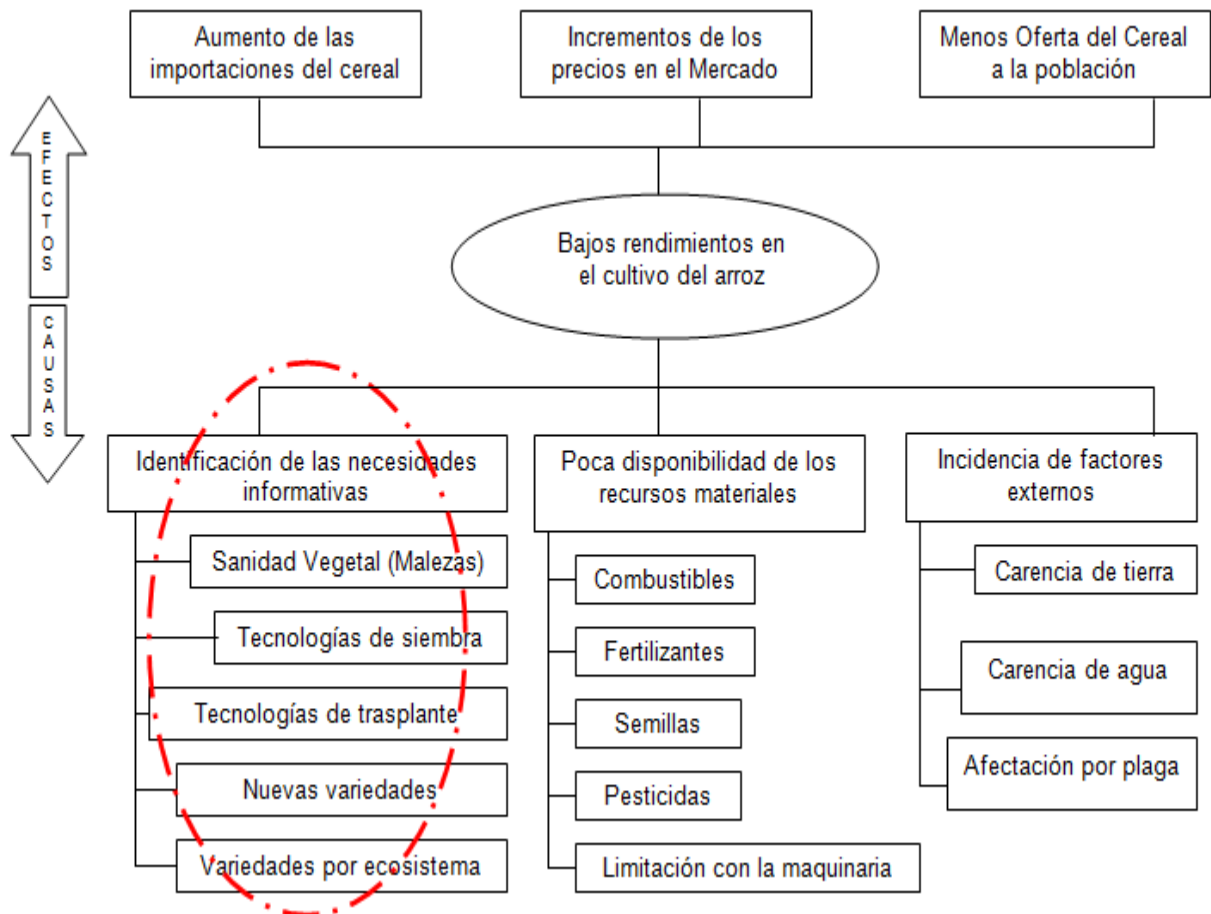 Aumento de las
importaciones del cereal
Incrementos de los
precios en el Mercado
Menos Oferta del Cereal
a la población
EFECTOS
Bajos rendimientos en
el cultivo del arroz
CAUSAS
Identificación de las necesidades
informativas
Sanidad Vegetal (Malezas)
Tecnologías de siembra
Tecnologías de trasplante
Nuevas variedades
Variedades por ecosistema
Poca disponibilidad de los
recursos materiales
Combustibles
Fertilizantes
Semillas
Pesticidas
Limitación con la maquinaria
Incidencia de factores
externos
Carencia de tierra
Carencia de agua
Afectación por plaga